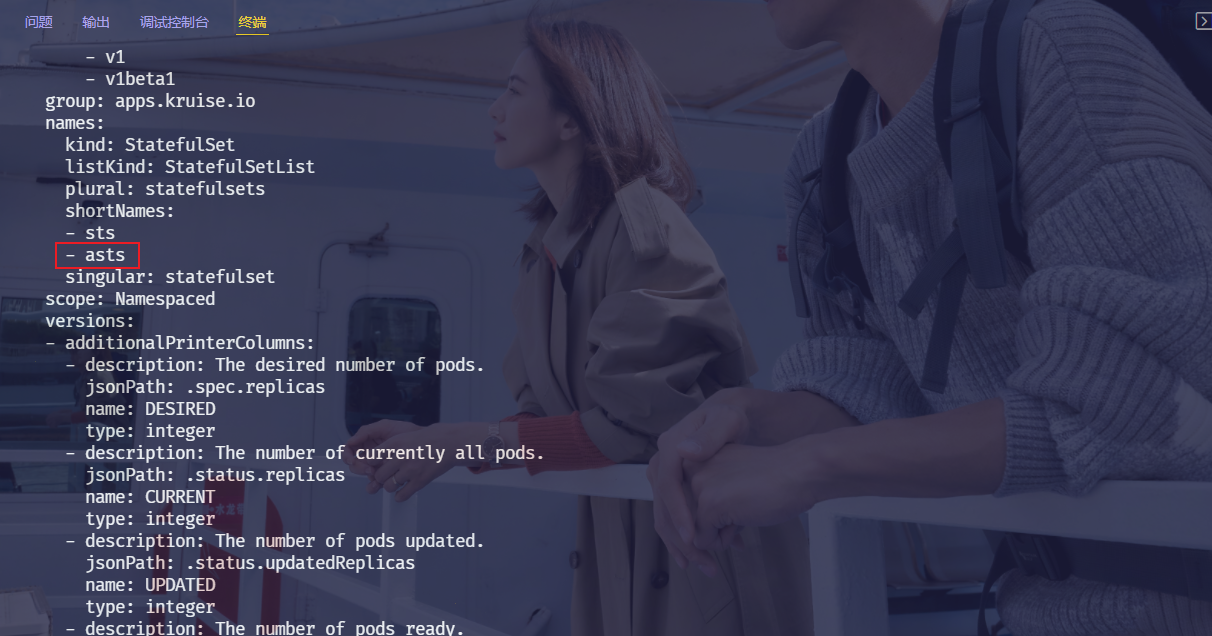 问题 输出 调试控制台 终端
- v1
- v1beta1
group: apps.kruise.io
names:
kind: StatefulSet
listKind: StatefulSetList
plural: statefulsets
shortNames:
- sts
- asts
singular: statefulset
scope: Namespaced
versions:
- additionalPrinterColumns:
- description: The desired number of pods.
jsonPath: .spec.replicas
name: DESIRED
type: integer
- description: The number of currently all pods.
jsonPath: .status.replicas
name: CURRENT
type: integer
- description: The number of pods updated.
jsonPath: .status.updatedReplicas
name: UPDATED
type: integer
- description: The number of pods ready.